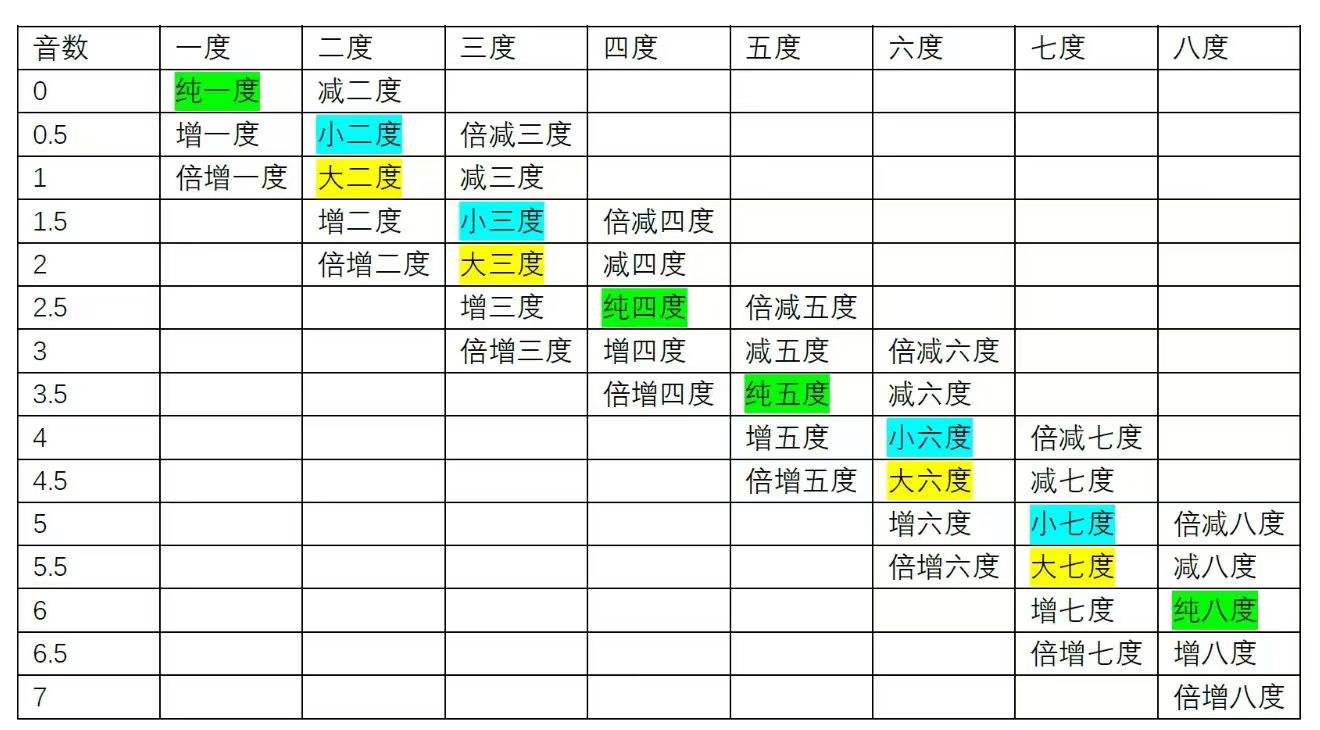 音数 一度 二度 三度 四度 五度 六度 七度 八度
0 纯一度 减二度
0.5 增一度 小二度 倍减三度
1 倍增一度 大二度 减三度
1.5 增二度 小三度 倍减四度
2 倍增二度 大三度 减四度
2.5 增三度 纯四度 倍减五度
3 倍增三度 增四度 减五度 倍减六度
3.5 倍增四度 纯五度 减六度
4 增五度 小六度 倍减七度
4.5 倍增五度 大六度 减七度
5 增六度 小七度 倍减八度
5.5 倍增六度 大七度 减八度
6 增七度 纯八度
6.5 倍增七度 增八度
7 倍增八度